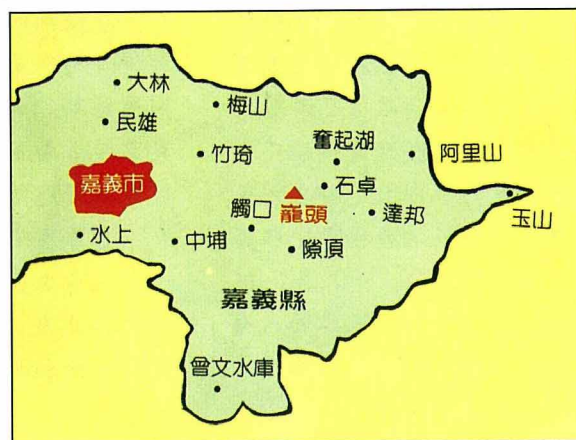 大林
梅山
民雄
奮起湖
竹琦
阿里山
嘉義市
石卓
龍頭
達邦
玉山
觸口
水上
中埔
隙頂
嘉義縣
曾文水庫